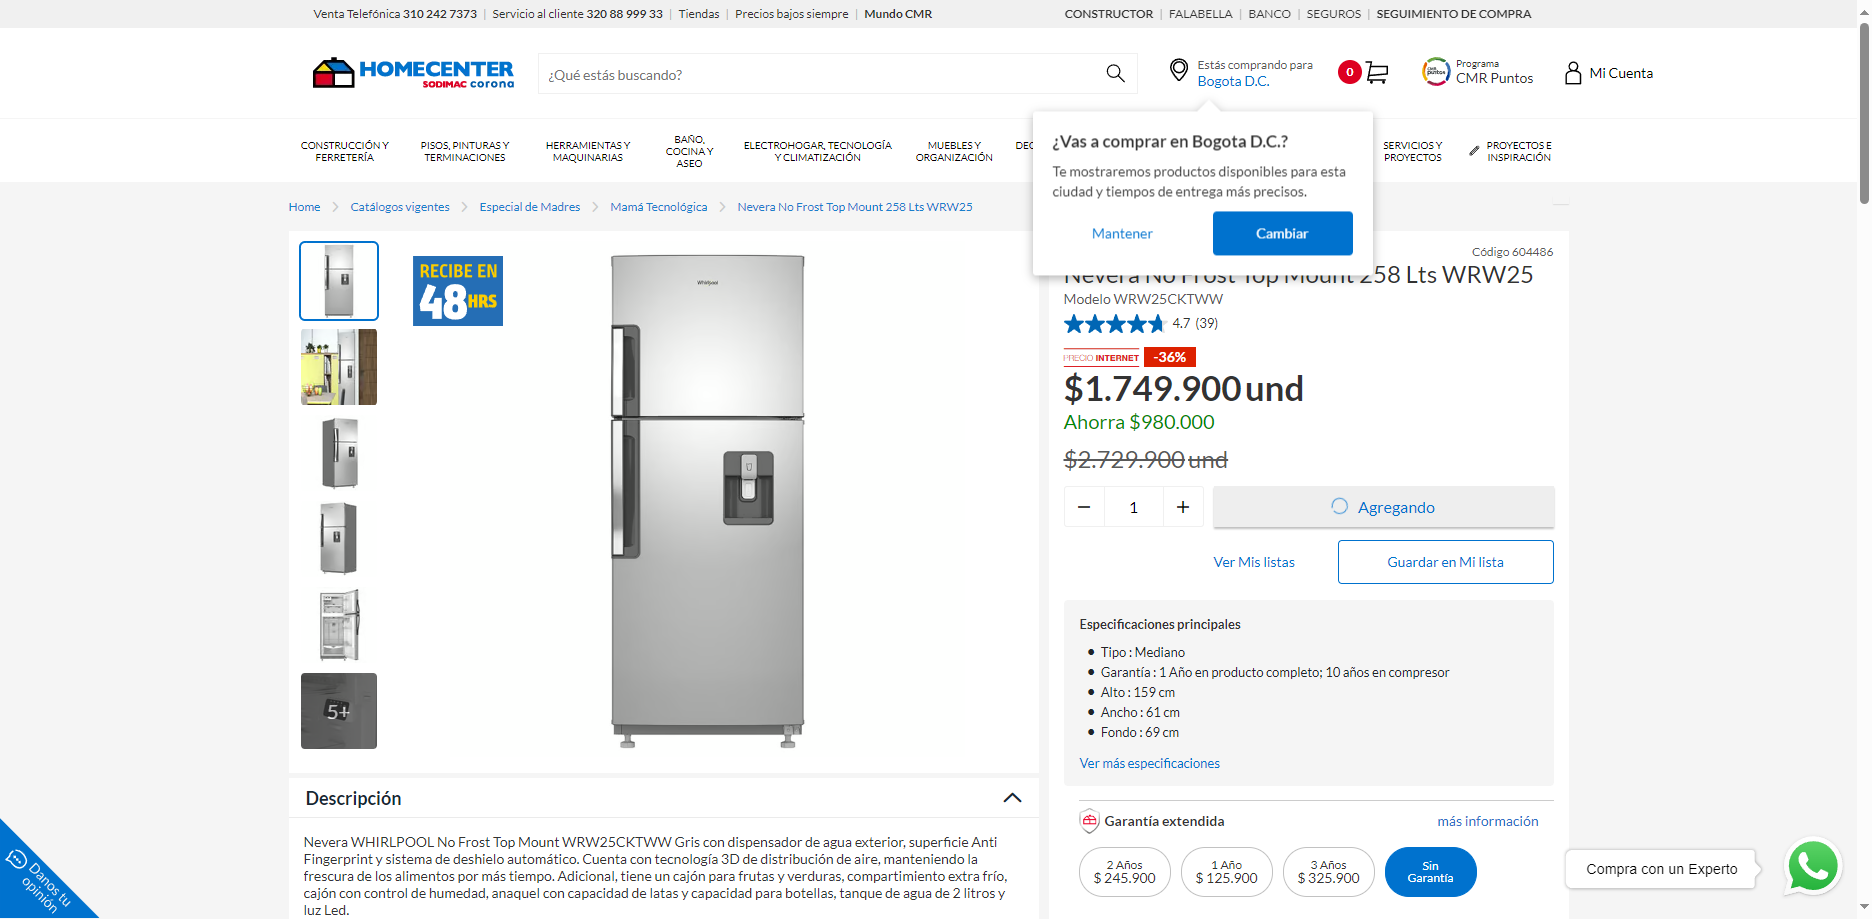 Venta Telefónica 310 242 7373 | Servicio al cliente 320 88 999 33 | Tiendas | Precios bajos siempre | Mundo CMR
CONSTRUCTOR | FALABELLA | BANCO | SEGUROS | SEGUIMIENTO DE COMPRA
HOMECENTER
SODIMAC corona
¿Qué estás buscando?
Estás comprando para
Bogota D.C.
0
Programa
CMR Puntos
Mi Cuenta
CONSTRUCCIÓN Y
FERRETERÍA
PISOS, PINTURAS Y
TERMINACIONES
HERRAMIENTAS Y
MAQUINARIAS
BAÑO,
COCINA Y
ASEO
ELECTROHOGAR, TECNOLOGÍA
Y CLIMATIZACIÓN
MUEBLES Y
ORGANIZACIÓN
SERVICIOS Y
PROYECTOS
PROYECTOS E
INSPIRACIÓN
¿Vas a comprar en Bogota D.C.?
Te mostraremos productos disponibles para esta
ciudad y tiempos de entrega más precisos.
Mantener
Cambiar
Home > Catálogos vigentes > Especial de Madres > Mamá Tecnológica > Nevera No Frost Top Mount 258 Lts WRW25
RECIBE EN
48HRS
Whirlpool
5+
Código 604486
Nevera No Frost Top Mount 258 Lts WRW25
Modelo WRW25CKTWW
4.7 (39)
PRECIO INTERNET -36%
$1.749.900 und
Ahorra $980.000
$2.729.900 und
− 1 +
Agregando
Ver Mis listas
Guardar en Mi lista
Especificaciones principales
• Tipo : Mediano
• Garantía : 1 Año en producto completo; 10 años en compresor
• Alto : 159 cm
• Ancho : 61 cm
• Fondo : 69 cm
Ver más especificaciones
Garantía extendida
más información
2 Años
$ 245.900
1 Año
$ 125.900
3 Años
$ 325.900
Sin
Garantía
Descripción
Nevera WHIRLPOOL No Frost Top Mount WRW25CKTWW Gris con dispensador de agua exterior, superficie Anti
Fingerprint y sistema de deshielo automático. Cuenta con tecnología 3D de distribución de aire, manteniendo la
frescura de los alimentos por más tiempo. Adicional, tiene un cajón para frutas y verduras, compartimiento extra frío,
cajón con control de humedad, anaquel con capacidad de latas y capacidad para botellas, tanque de agua de 2 litros y
luz Led.
Danos tu
opinión
Compra con un Experto